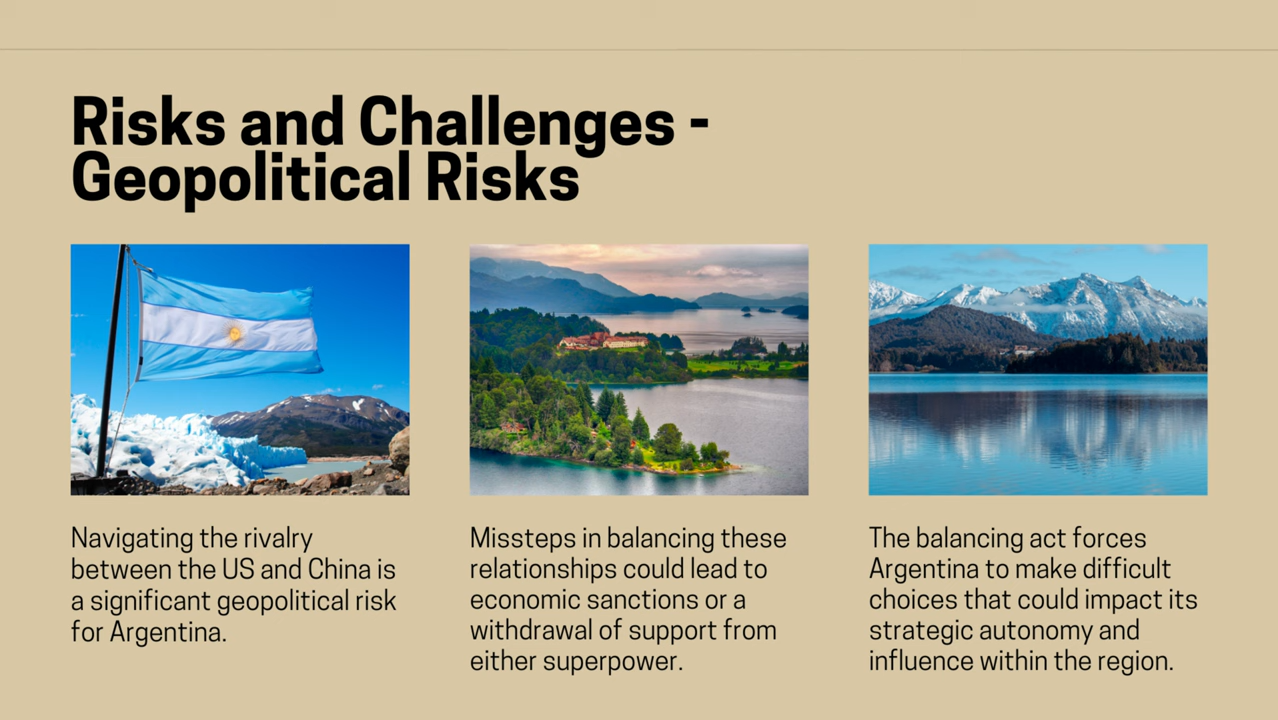 Risks and Challenges -
Geopolitical Risks
Navigating the rivalry
between the US and China is
a significant geopolitical risk
for Argentina.
Missteps in balancing these
relationships could lead to
economic sanctions or a
withdrawal of support from
either superpower.
The balancing act forces
Argentina to make difficult
choices that could impact its
strategic autonomy and
influence within the region.